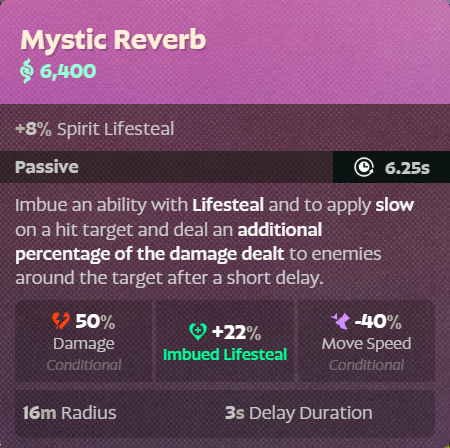 Mystic Reverb
6,400
+8% Spirit Lifesteal
Passive
6.25s
Imbue an ability with Lifesteal and to apply slow
on a hit target and deal an additional
percentage of the damage dealt to enemies
around the target after a short delay.
50%
Damage
Conditional
+22%
Imbued Lifesteal
-40%
Move Speed
Conditional
16m Radius
3s Delay Duration